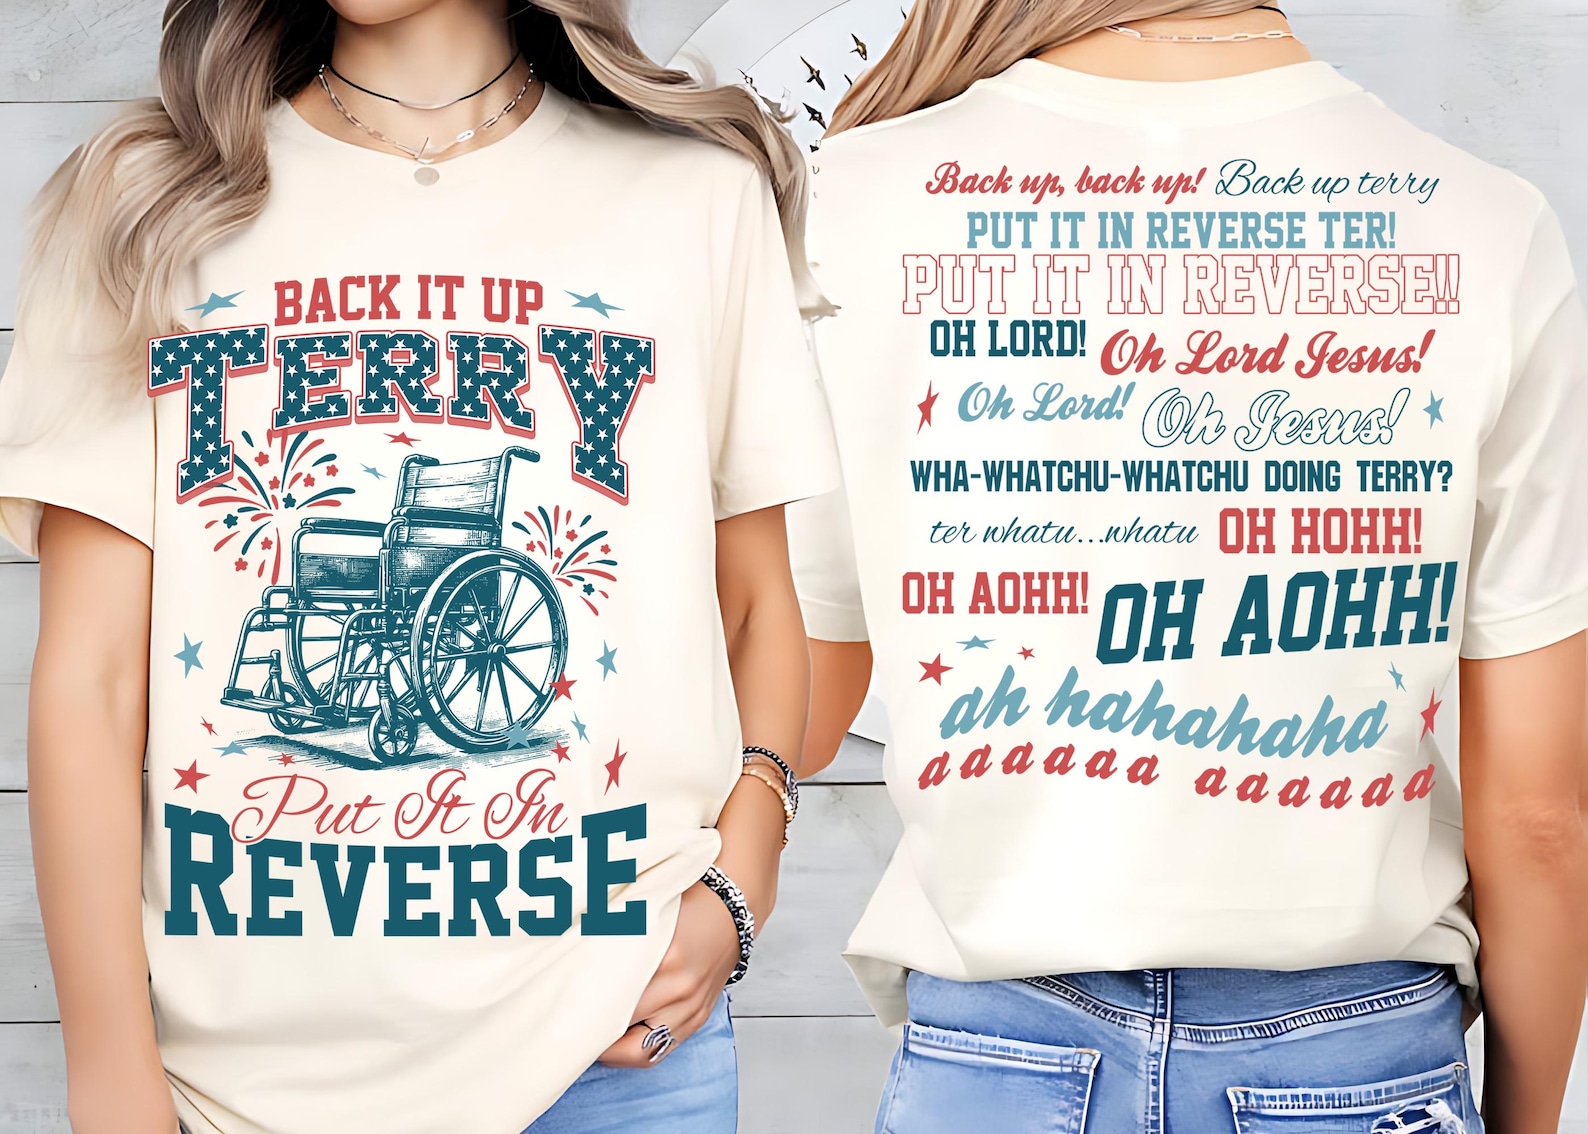 BACK IT UP
TERRY
Put It In
REVERSE
Back up, back up! Back up terry
PUT IT IN REVERSE TER!
PUT IT IN REVERSE!!
OH LORD! Oh Lord Jesus!
Oh Lord! Oh Jesus!
WHA-WHATCHU-WHATCHU DOING TERRY?
ter whatu...whatu OH HOHH!
OH AOHH! OH AOHH!
ah hahahahaha
aaaaaa aaaaaa